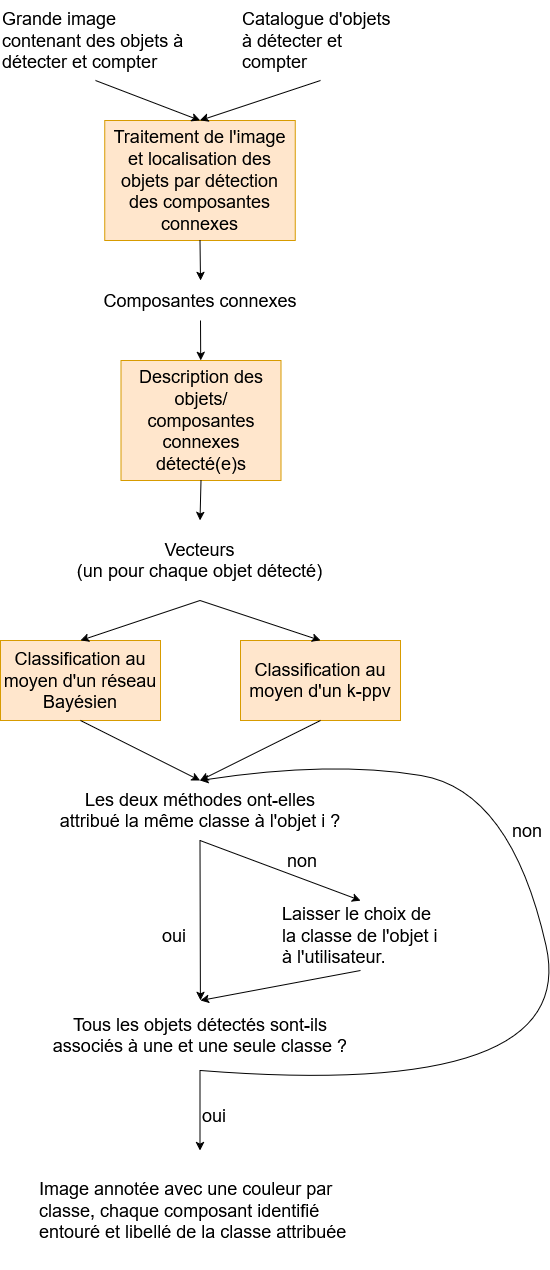 Grande image
contenant des objets à
détecter et compter
Catalogue d'objets
à détecter et
compter
Traitement de l'image
et localisation des
objets par détection
des composantes
connexes
Composantes connexes
Description des
objets/
composantes
connexes
détecté(e)s
Vecteurs
(un pour chaque objet détecté)
Classification au
moyen d'un réseau
Bayésien
Classification au
moyen d'un k-ppv
Les deux méthodes ont-elles
attribué la même classe à l'objet i ?
non
non
Laisser le choix de
la classe de l'objet i
à l'utilisateur.
oui
Tous les objets détectés sont-ils
associés à une et une seule classe ?
oui
Image annotée avec une couleur par
classe, chaque composant identifié
entouré et libellé de la classe attribuée